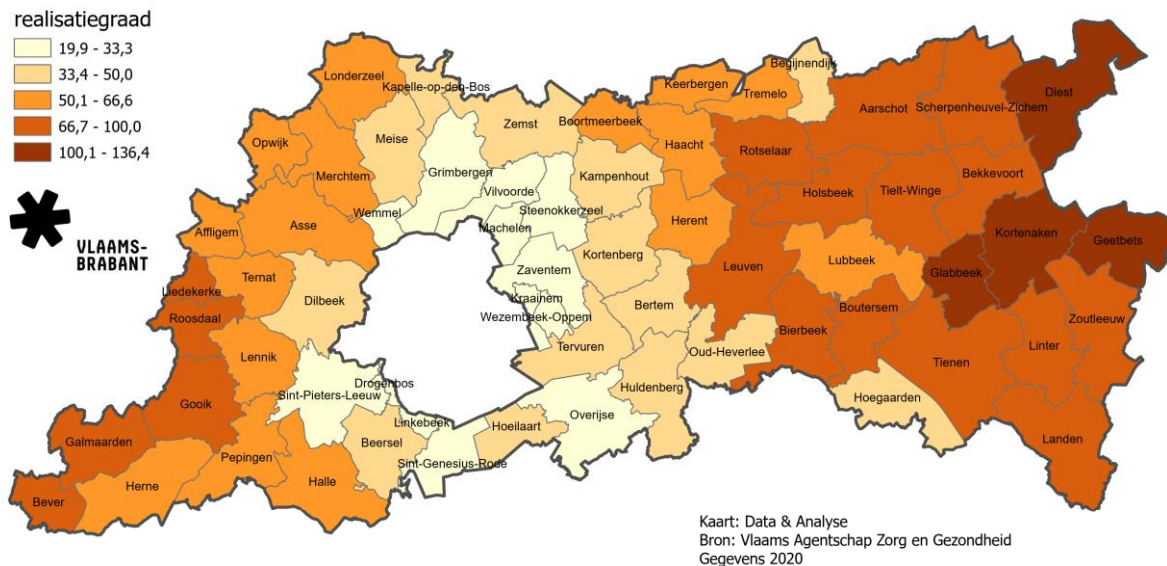 realisatiegraad
19,9 - 33,3
33,4 - 50,0
50,1 - 66,6
66,7 - 100,0
100,1 - 136,4
VLAAMS-
BRABANT
Londerzeel
Kapelle-op-den-Bos
Keerbergen
Begijnendijk
Tremelo
Diest
Aarschot
Scherpenheuvel-Zichem
Zemst
Boortmeerbeek
Opwijk
Meise
Haacht
Rotselaar
Grimbergen
Kampenhout
Merchtem
Vilvoorde
Bekkevoort
Holsbeek
Tielt-Winge
Wemmel
Steenokkerzeel
Affligem
Asse
Machelen
Herent
Kortenaken
Geetbets
Kortenberg
Lubbeek
Zaventem
Leuven
Glabbeek
Ternat
Dilbeek
Liedekerke
Kraainem
Bertem
Boutersem
Roosdaal
Wezembeek-Oppem
Zoutleeuw
Bierbeek
Tervuren
Oud-Heverlee
Lennik
Tienen
Linter
Drogenbos
Huldenberg
Sint-Pieters-Leeuw
Hoegaarden
Gooik
Overijse
Linkebeek
Hoeilaart
Galmaarden
Beersel
Landen
Pepingen
Sint-Genesius-Rode
Halle
Herne
Bever
Kaart: Data & Analyse
Bron: Vlaams Agentschap Zorg en Gezondheid
Gegevens 2020